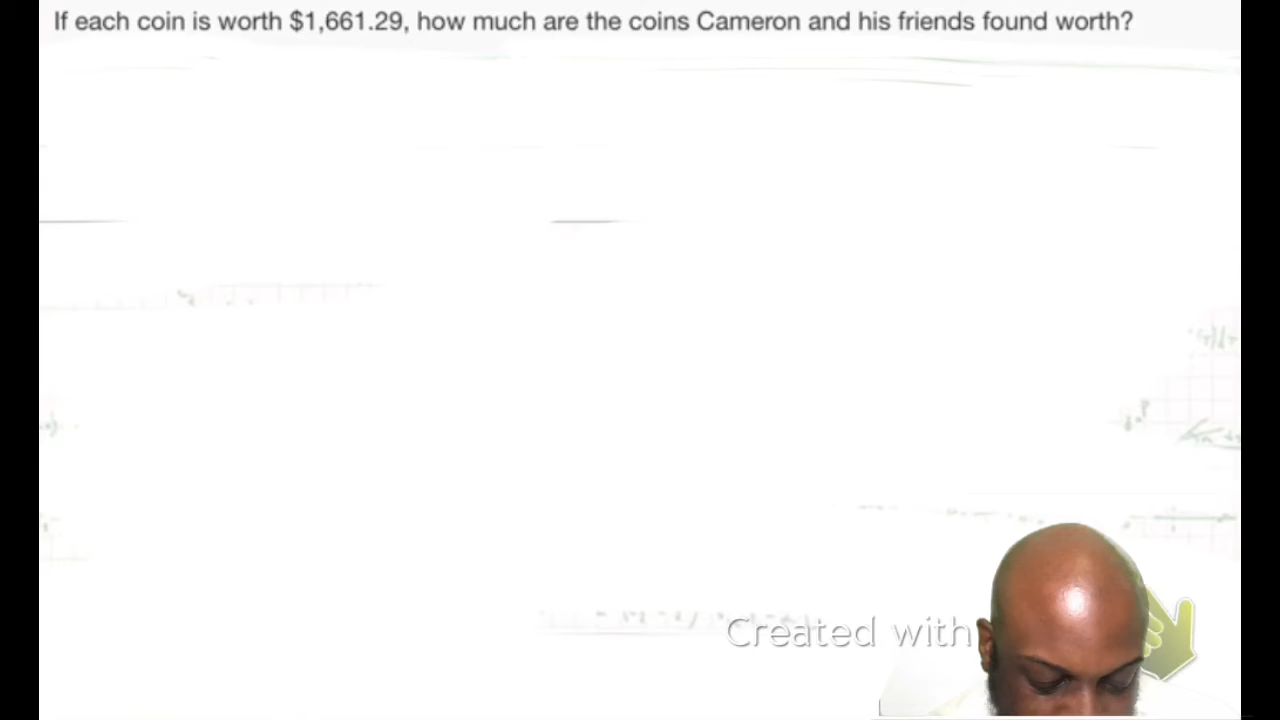 If each coin is worth $1,661.29, how much are the coins Cameron and his friends found worth?
Created with